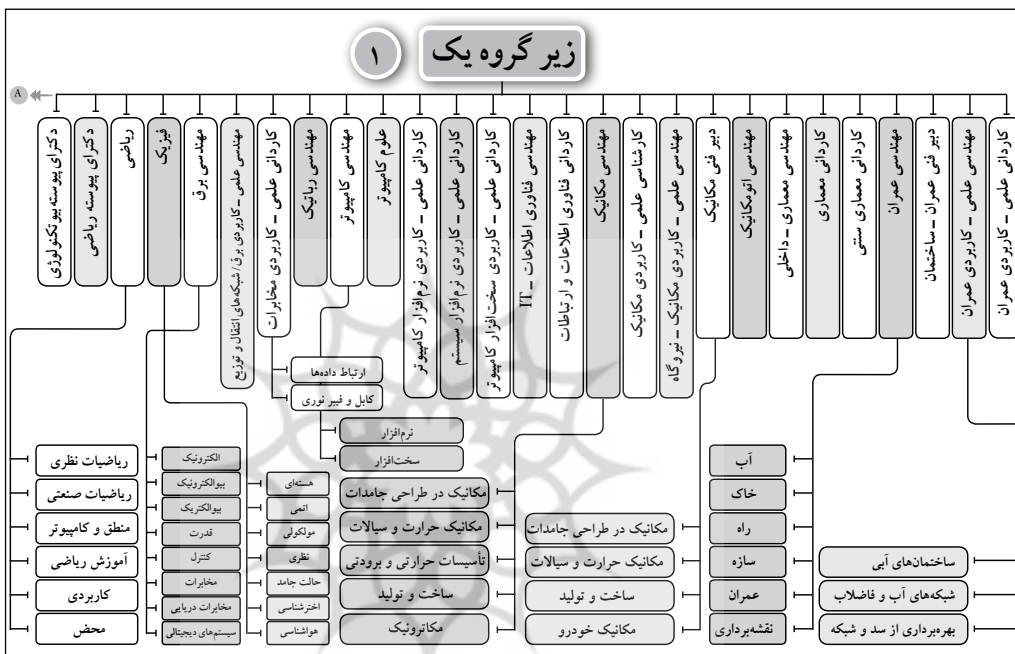 زیر گروه یک
۱
A
کاردانی علمی ـ کاربردی عمران
مهندسی علمی ـ کاربردی عمران
دبیر فنی عمران ـ ساختمان
مهندسی عمران
کاردانی معماری سنتی
کاردانی معماری
مهندسی معماری ـ داخلی
مهندسی اتومکانیک
دبیر فنی مکانیک
مهندسی علمی ـ کاربردی مکانیک ـ نیروگاه
کارشناسی علمی ـ کاربردی مکانیک
مهندسی مکانیک
کاردانی فناوری اطلاعات و ارتباطات
مهندسی فناوری اطلاعات ـ IT
کاردانی علمی ـ کاربردی سخت‌افزار کامپیوتر
کاردانی علمی ـ کاربردی نرم‌افزار سیستم
کاردانی علمی ـ کاربردی نرم‌افزار کامپیوتر
علوم کامپیوتر
مهندسی کامپیوتر
مهندسی رباتیک
کاردانی علمی ـ کاربردی مخابرات
مهندسی علمی ـ کاربردی برق/شبکه‌های انتقال و توزیع
مهندسی برق
فیزیک
ریاضی
دکترای پیوسته ریاضی
دکترای پیوسته بیوتکنولوژی
ساختمان‌های آبی
شبکه‌های آب و فاضلاب
بهره‌برداری از سد و شبکه
آب
خاک
راه
سازه
عمران
نقشه‌برداری
مکانیک در طراحی جامدات
مکانیک حرارت و سیالات
ساخت و تولید
مکانیک خودرو
مکانیک در طراحی جامدات
مکانیک حرارت و سیالات
تأسیسات حرارتی و برودتی
ساخت و تولید
مکاترونیک
ارتباط داده‌ها
کابل و فیبر نوری
نرم‌افزار
سخت‌افزار
هسته‌ای
اتمی
مولکولی
نظری
حالت جامد
اخترشناسی
هواشناسی
الکترونیک
بیوالکترونیک
بیوالکتریک
قدرت
کنترل
مخابرات
مخابرات دریایی
سیستم‌های دیجیتالی
ریاضیات نظری
ریاضیات صنعتی
منطق و کامپیوتر
آموزش ریاضی
کاربردی
محض